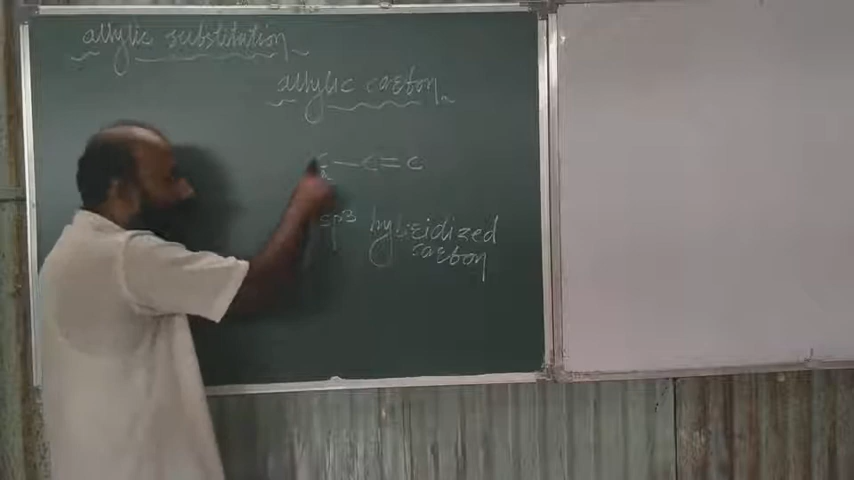 allylic substitution
allylic carbon
C — C = C
α
sp3 hybridized
carbon